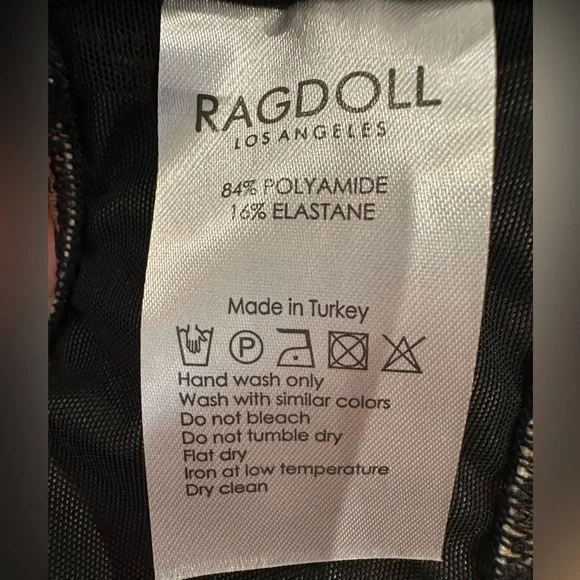 RAGDOLL
LOS ANGELES
84% POLYAMIDE
16% ELASTANE
Made in Turkey
P
Hand wash only
Wash with similar colors
Do not bleach
Do not tumble dry
Flat dry
Iron at low temperature
Dry clean